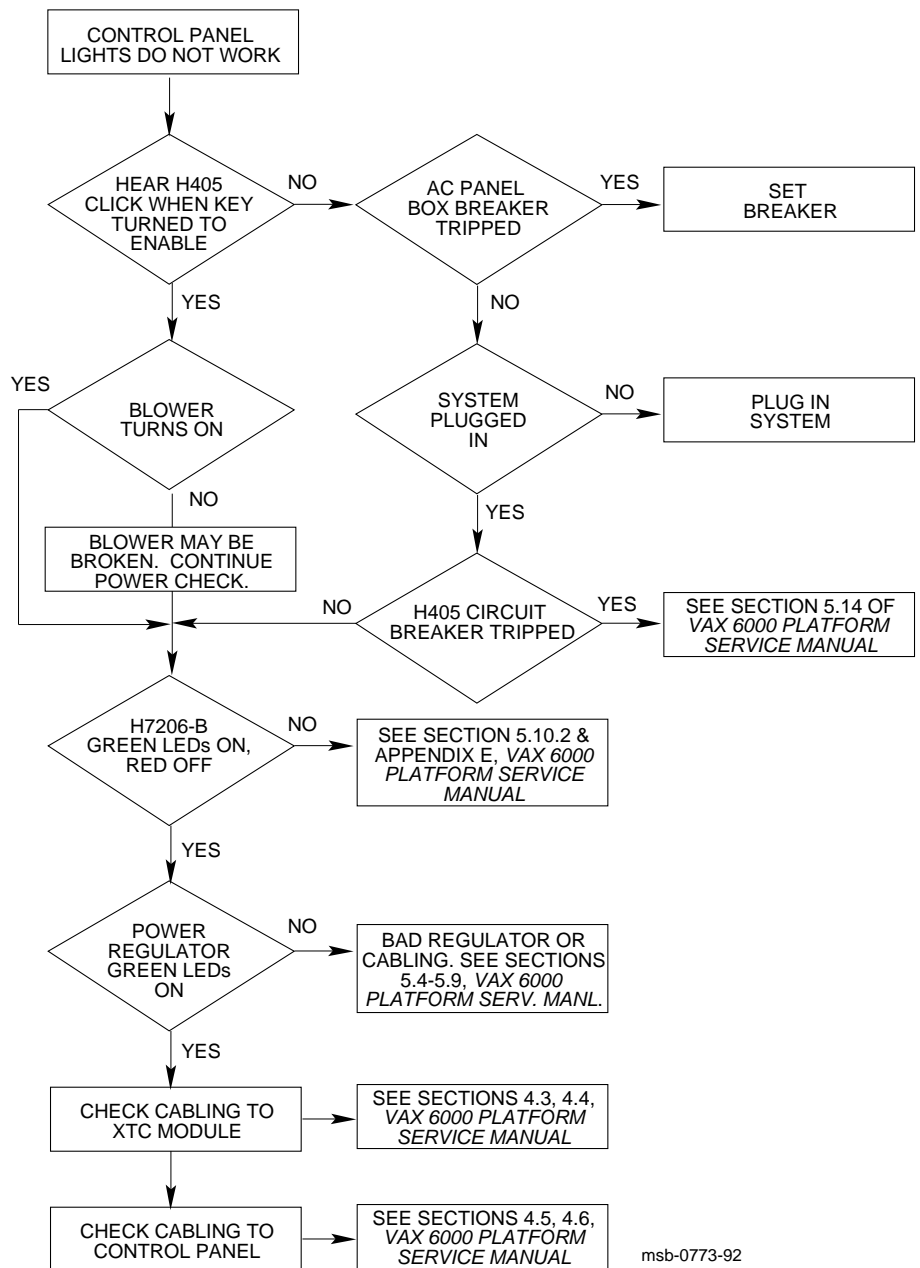 CONTROL PANEL
LIGHTS DO NOT WORK
HEAR H405
CLICK WHEN KEY
TURNED TO
ENABLE
NO
AC PANEL
BOX BREAKER
TRIPPED
YES
SET
BREAKER
YES
NO
YES
BLOWER
TURNS ON
SYSTEM
PLUGGED
IN
NO
PLUG IN
SYSTEM
NO
YES
BLOWER MAY BE
BROKEN. CONTINUE
POWER CHECK.
NO
H405 CIRCUIT
BREAKER TRIPPED
YES
SEE SECTION 5.14 OF
VAX 6000 PLATFORM
SERVICE MANUAL
H7206-B
GREEN LEDs ON,
RED OFF
NO
SEE SECTION 5.10.2 &
APPENDIX E, VAX 6000
PLATFORM SERVICE
MANUAL
YES
POWER
REGULATOR
GREEN LEDs
ON
NO
BAD REGULATOR OR
CABLING. SEE SECTIONS
5.4-5.9, VAX 6000
PLATFORM SERV. MANL.
YES
CHECK CABLING TO
XTC MODULE
SEE SECTIONS 4.3, 4.4,
VAX 6000 PLATFORM
SERVICE MANUAL
CHECK CABLING TO
CONTROL PANEL
SEE SECTIONS 4.5, 4.6,
VAX 6000 PLATFORM
SERVICE MANUAL
msb-0773-92